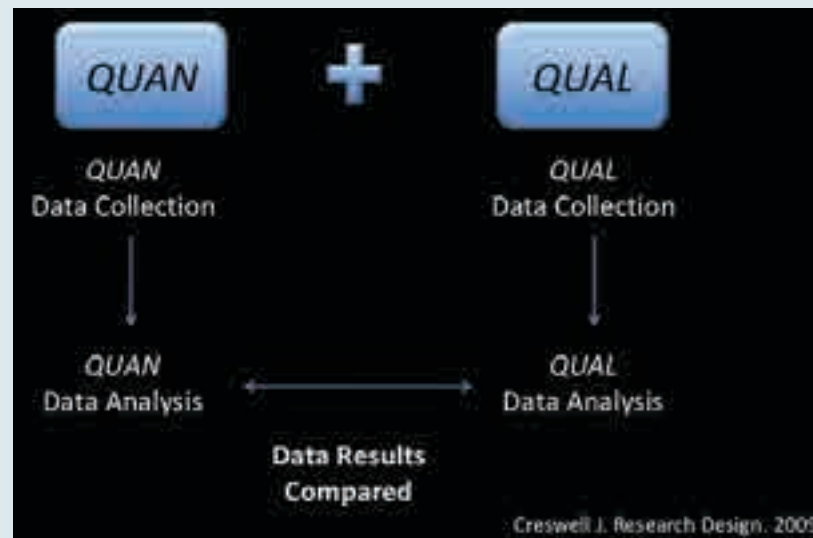 QUAN
QUAL
QUAN
Data Collection
QUAL
Data Collection
QUAN
Data Analysis
QUAL
Data Analysis
Data Results
Compared
Creswell J. Research Design. 2009